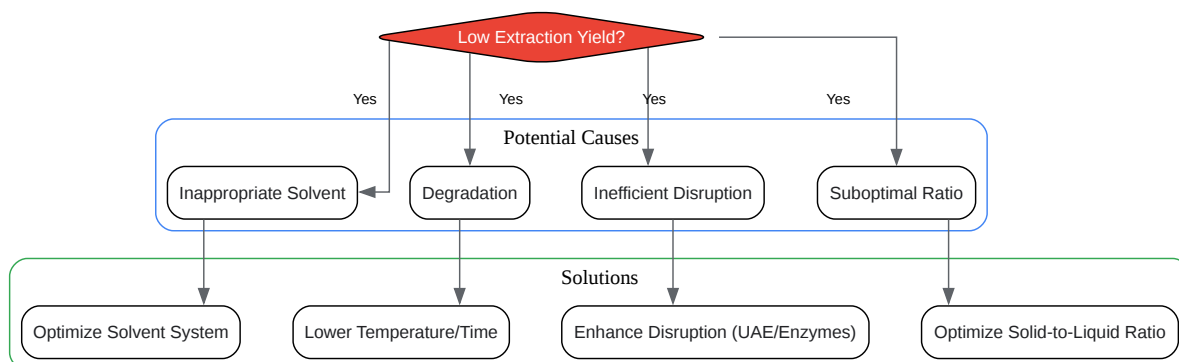 Low Extraction Yield?
Yes
Yes
Yes
Yes
Potential Causes
Inappropriate Solvent
Degradation
Inefficient Disruption
Suboptimal Ratio
Solutions
Optimize Solvent System
Lower Temperature/Time
Enhance Disruption (UAE/Enzymes)
Optimize Solid-to-Liquid Ratio